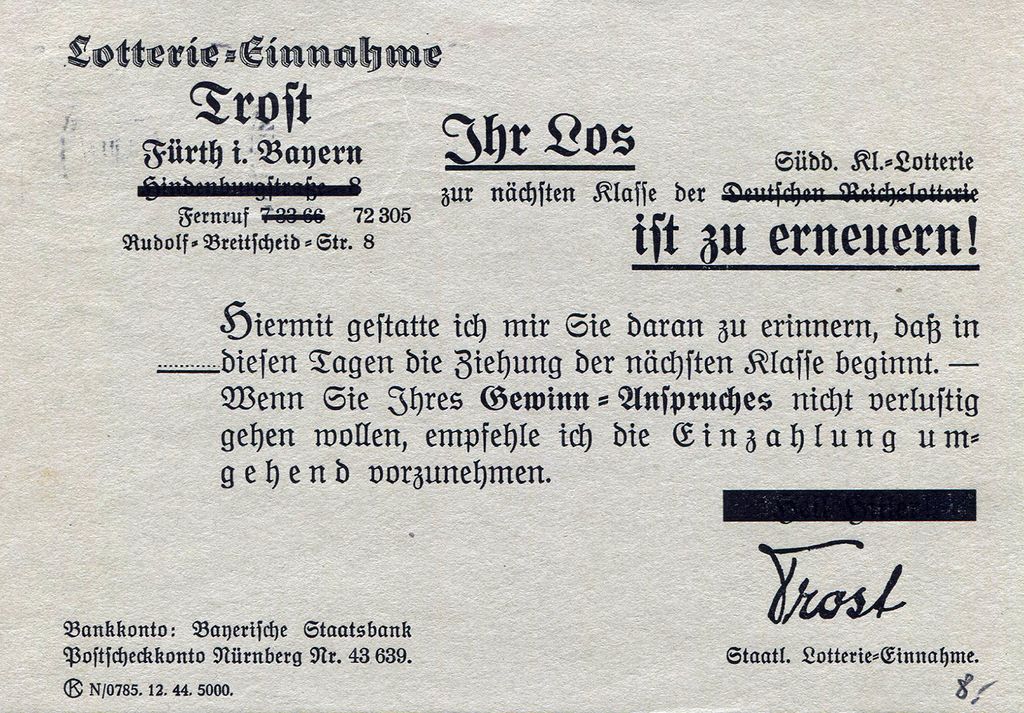 Lotterie-Einnahme
Trost
Fürth i. Bayern
Hindenburgstraße 8
Fernruf 7 33 66 72 305
Rudolf-Breitscheid-Str. 8
Ihr Los
Südd. Kl.-Lotterie
zur nächsten Klasse der Deutschen Reichslotterie
ist zu erneuern!
Hiermit gestatte ich mir Sie daran zu erinnern, daß in
diesen Tagen die Ziehung der nächsten Klasse beginnt. —
Wenn Sie Ihres Gewinn-Anspruches nicht verlustig
gehen wollen, empfehle ich die Einzahlung um-
gehend vorzunehmen.
Trost
Staatl. Lotterie-Einnahme.
Bankkonto: Bayerische Staatsbank
Postscheckkonto Nürnberg Nr. 43 639.
K N/0785. 12. 44. 5000.